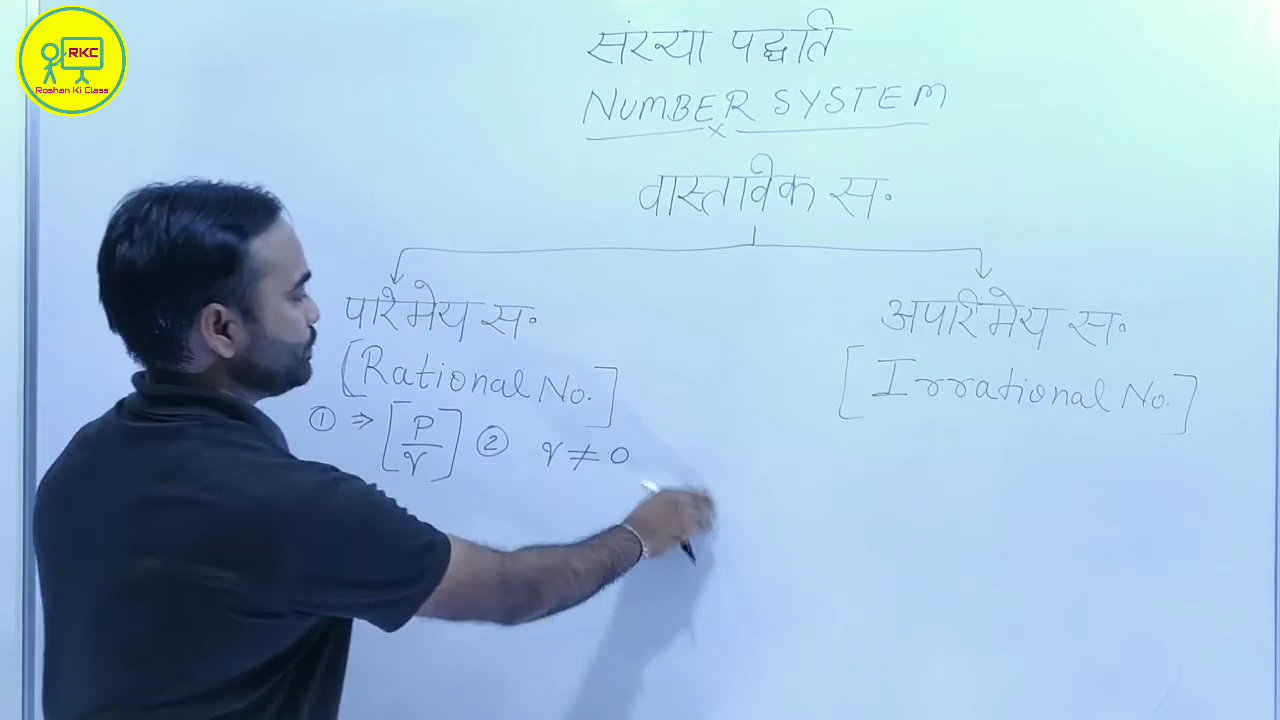 RKC
Roshan Ki Class
संख्या पद्धति
NUMBER SYSTEM
x
वास्तविक स॰
परिमेय स॰
अपरिमेय स॰
[Rational No.]
[Irrational No.]
① ⇒ [P/q] ② q ≠ 0